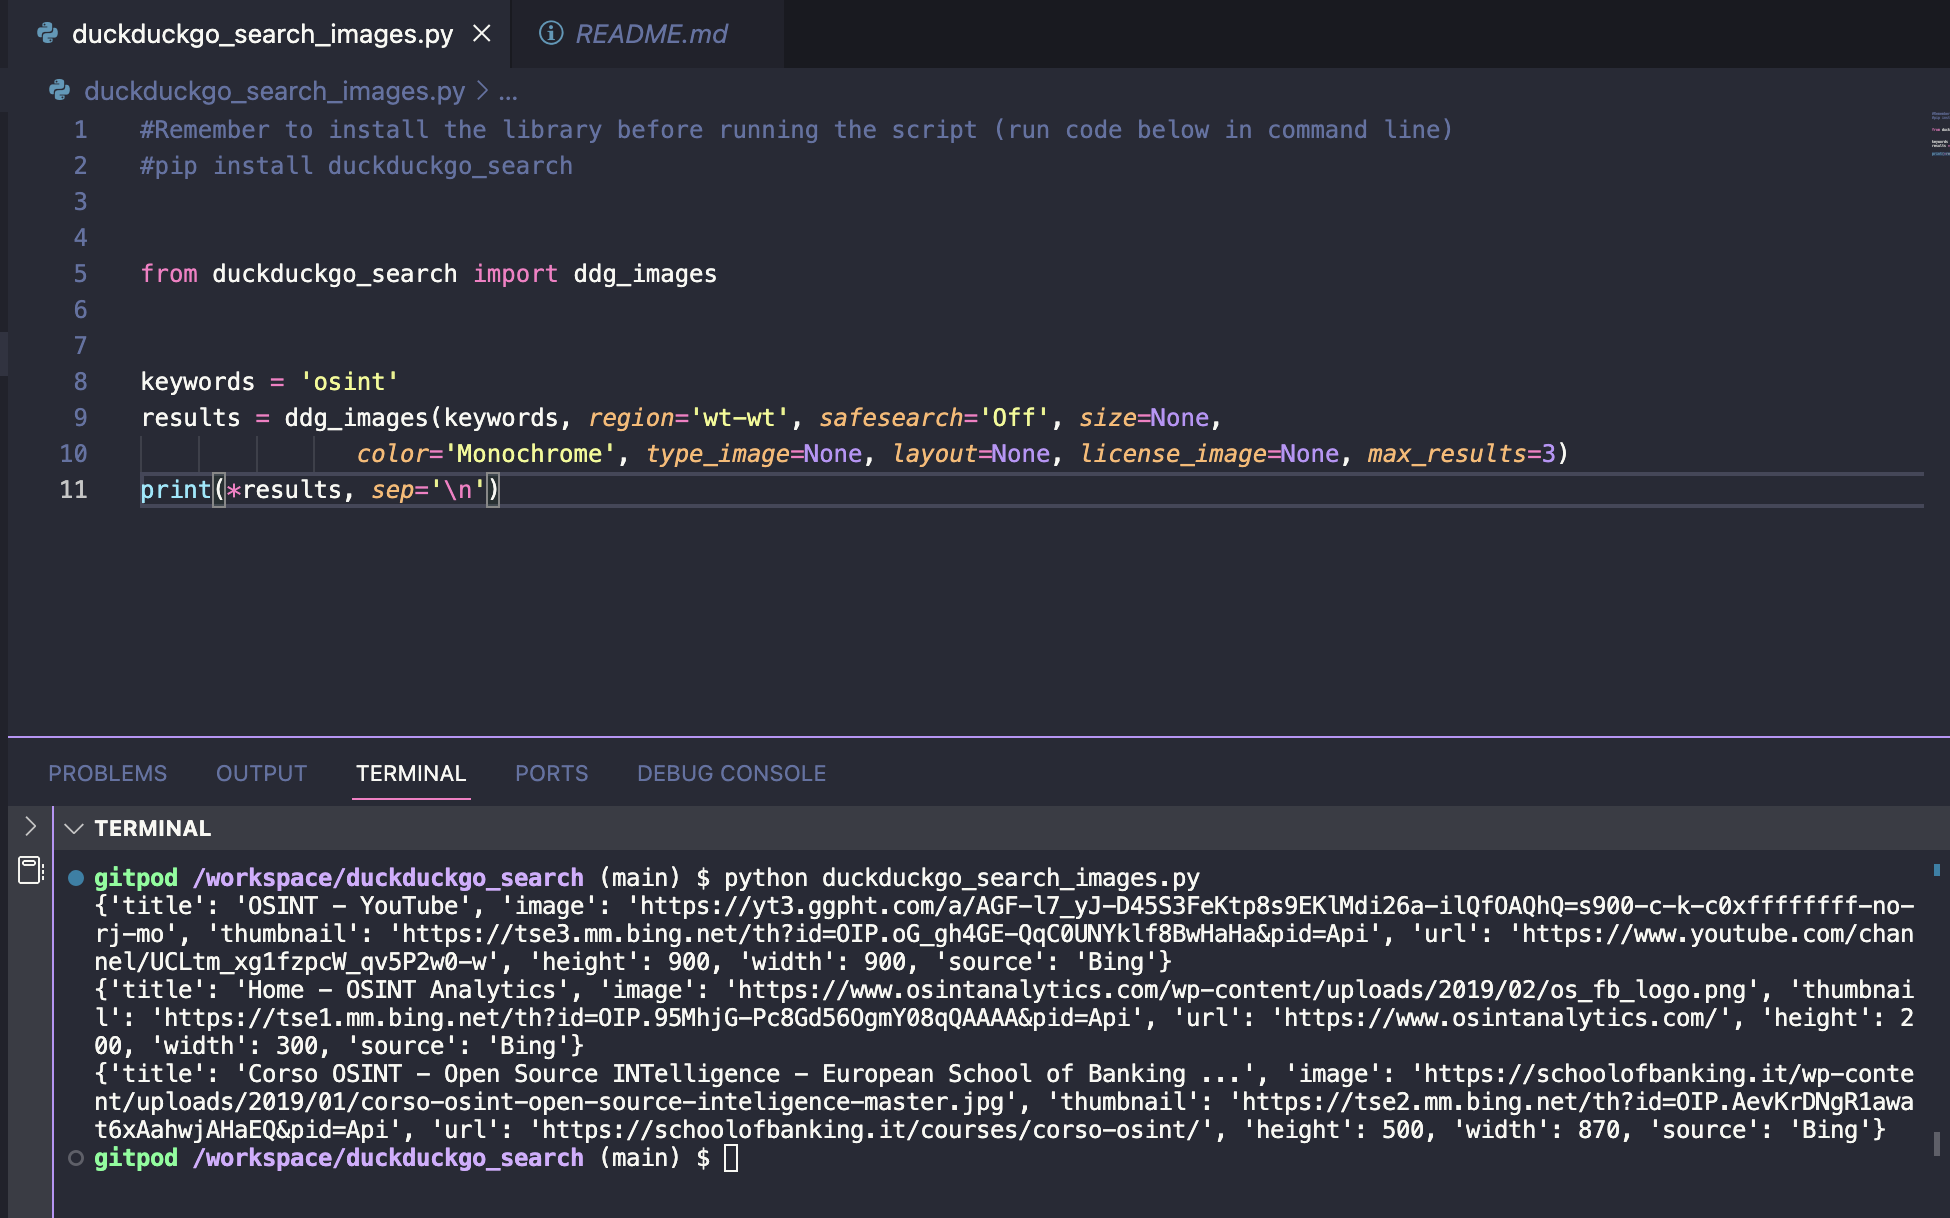 duckduckgo_search_images.py
README.md
duckduckgo_search_images.py > ...
1 #Remember to install the library before running the script (run code below in command line)
2 #pip install duckduckgo_search
3
4
5 from duckduckgo_search import ddg_images
6
7
8 keywords = 'osint'
9 results = ddg_images(keywords, region='wt-wt', safesearch='Off', size=None,
10 color='Monochrome', type_image=None, layout=None, license_image=None, max_results=3)
11 print(*results, sep='\n')
PROBLEMS OUTPUT TERMINAL PORTS DEBUG CONSOLE
TERMINAL
gitpod /workspace/duckduckgo_search (main) $ python duckduckgo_search_images.py
{'title': 'OSINT - YouTube', 'image': 'https://yt3.ggpht.com/a/AGF-l7_yJ-D45S3FeKtp8s9EKlMdi26a-ilQfOAQhQ=s900-c-k-c0xffffffff-no-
rj-mo', 'thumbnail': 'https://tse3.mm.bing.net/th?id=OIP.oG_gh4GE-QqC0UNYklf8BwHaHa&pid=Api', 'url': 'https://www.youtube.com/chan
nel/UCLtm_xg1fzpcW_qv5P2w0-w', 'height': 900, 'width': 900, 'source': 'Bing'}
{'title': 'Home - OSINT Analytics', 'image': 'https://www.osintanalytics.com/wp-content/uploads/2019/02/os_fb_logo.png', 'thumbnai
l': 'https://tse1.mm.bing.net/th?id=OIP.95MhjG-Pc8Gd56OgmY08qQAAAA&pid=Api', 'url': 'https://www.osintanalytics.com/', 'height': 2
00, 'width': 300, 'source': 'Bing'}
{'title': 'Corso OSINT - Open Source INTelligence - European School of Banking ...', 'image': 'https://schoolofbanking.it/wp-conte
nt/uploads/2019/01/corso-osint-open-source-inteligence-master.jpg', 'thumbnail': 'https://tse2.mm.bing.net/th?id=OIP.AevKrDNgR1awa
t6xAahwjAHaEQ&pid=Api', 'url': 'https://schoolofbanking.it/courses/corso-osint/', 'height': 500, 'width': 870, 'source': 'Bing'}
gitpod /workspace/duckduckgo_search (main) $